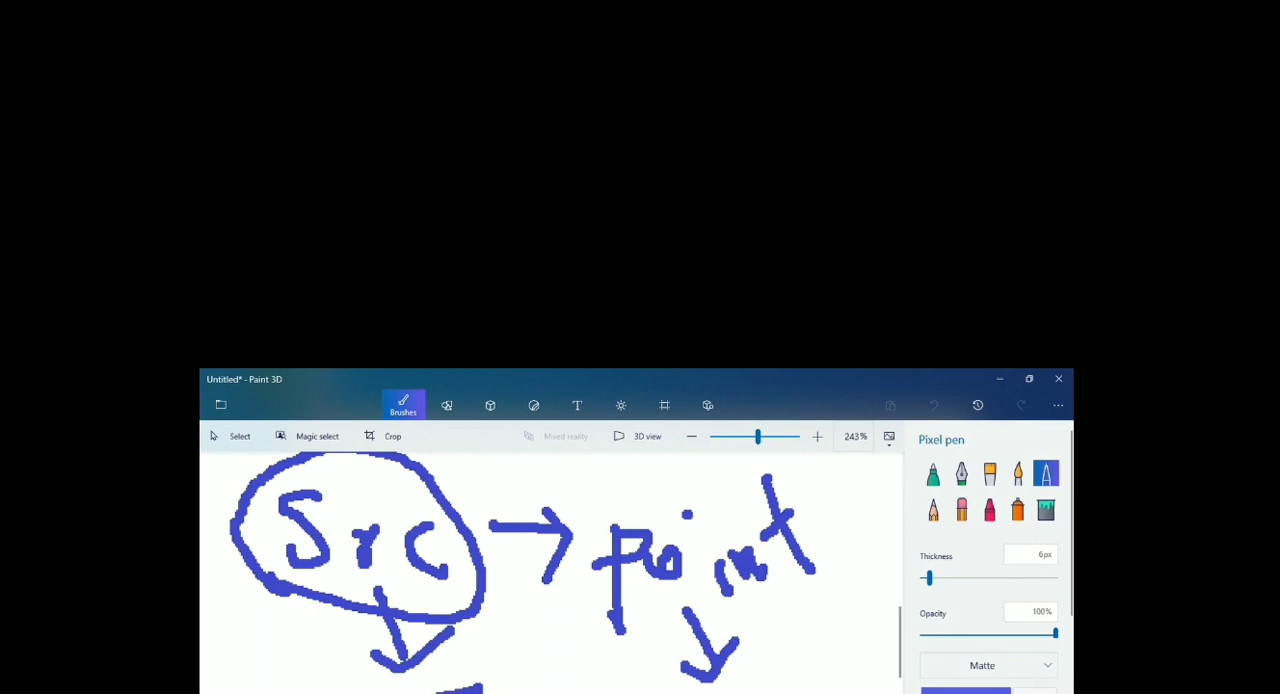 Untitled* - Paint 3D
Brushes
Select Magic select Crop Mixed reality 3D view 243% Pixel pen
Src → point
Thickness 6px
Opacity 100%
Matte